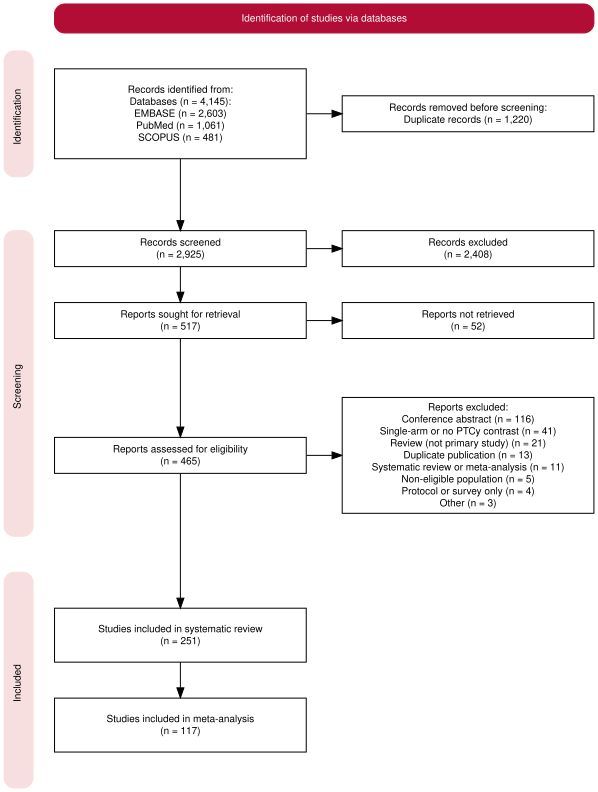 Identification of studies via databases
Identification
Records identified from:
Databases (n = 4,145):
EMBASE (n = 2,603)
PubMed (n = 1,061)
SCOPUS (n = 481)
Records removed before screening:
Duplicate records (n = 1,220)
Screening
Records screened
(n = 2,925)
Records excluded
(n = 2,408)
Reports sought for retrieval
(n = 517)
Reports not retrieved
(n = 52)
Reports assessed for eligibility
(n = 465)
Reports excluded:
Conference abstract (n = 116)
Single-arm or no PTCy contrast (n = 41)
Review (not primary study) (n = 21)
Duplicate publication (n = 13)
Systematic review or meta-analysis (n = 11)
Non-eligible population (n = 5)
Protocol or survey only (n = 4)
Other (n = 3)
Included
Studies included in systematic review
(n = 251)
Studies included in meta-analysis
(n = 117)